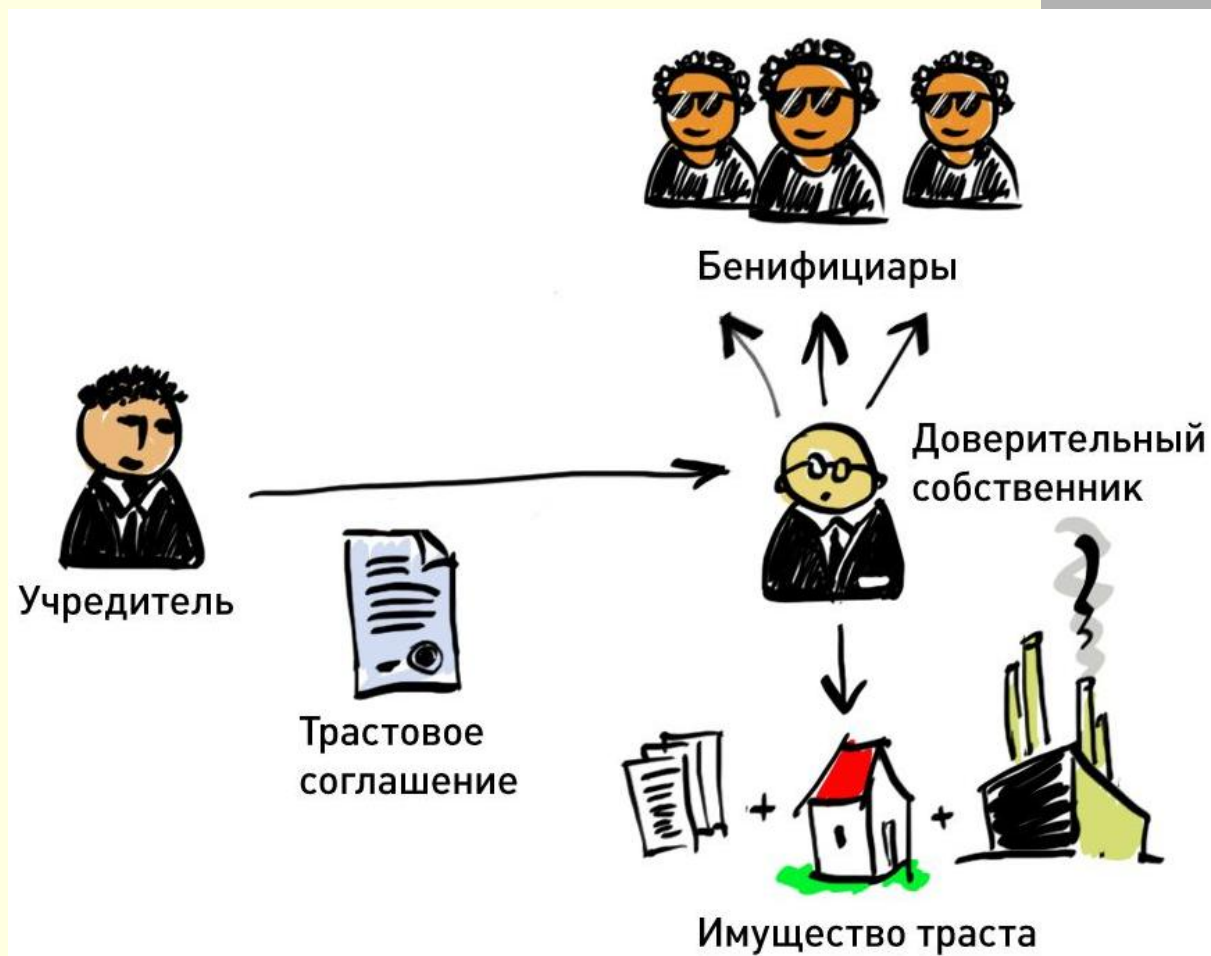 Бенифициары
Доверительный
собственник
Учредитель
Трастовое
соглашение
Имущество траста